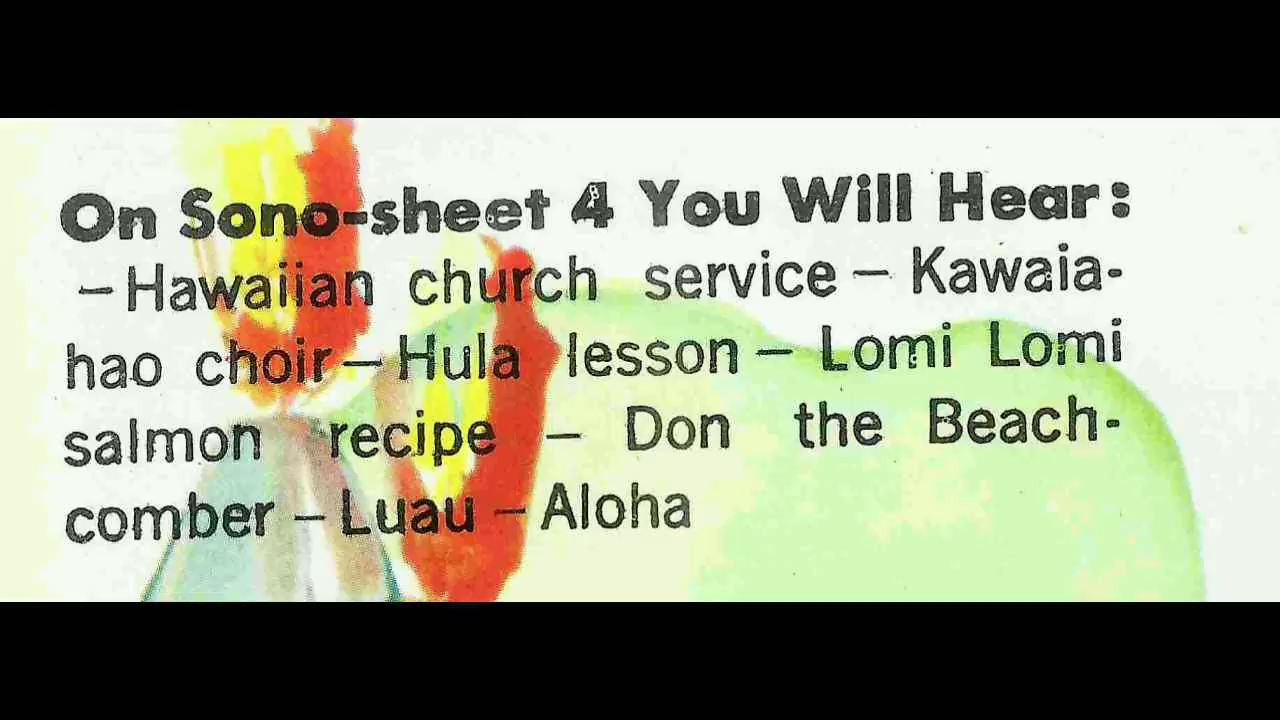 On Sono-sheet 4 You Will Hear:
– Hawaiian church service – Kawaia-
hao choir – Hula lesson – Lomi Lomi
salmon recipe – Don the Beach-
comber – Luau – Aloha